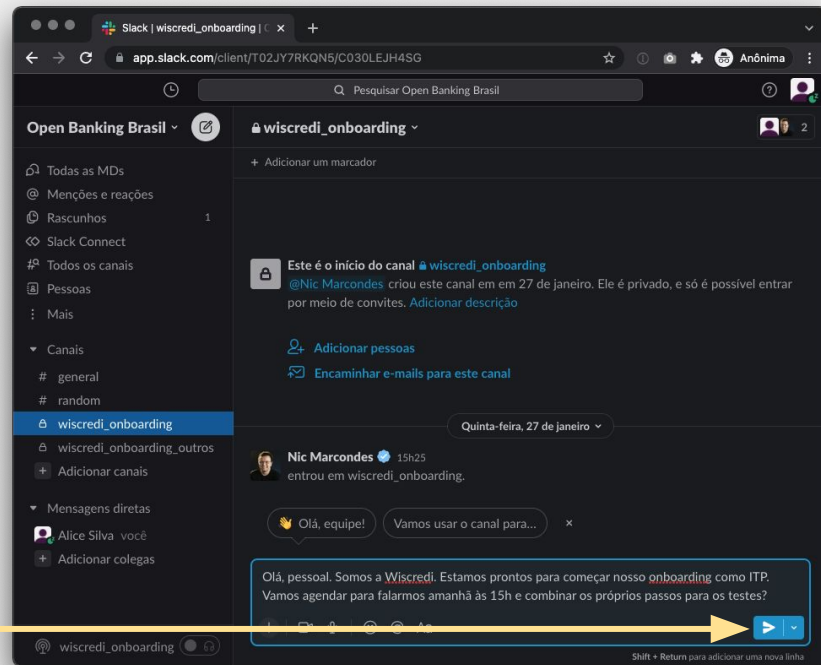 Slack | wiscredi_onboarding | C
app.slack.com/client/T02JY7RKQN5/C030LEJH4SG
Anônima
Pesquisar Open Banking Brasil
Open Banking Brasil
wiscredi_onboarding
2
Adicionar um marcador
Todas as MDs
Menções e reações
Rascunhos 1
Slack Connect
Todos os canais
Pessoas
Mais
Canais
# general
# random
wiscredi_onboarding
wiscredi_onboarding_outros
+ Adicionar canais
Mensagens diretas
Alice Silva você
+ Adicionar colegas
wiscredi_onboarding
Este é o início do canal wiscredi_onboarding
@Nic Marcondes criou este canal em em 27 de janeiro. Ele é privado, e só é possível entrar
por meio de convites. Adicionar descrição
Adicionar pessoas
Encaminhar e-mails para este canal
Quinta-feira, 27 de janeiro
Nic Marcondes 15h25
entrou em wiscredi_onboarding.
Olá, equipe! Vamos usar o canal para...
Olá, pessoal. Somos a Wiscredi. Estamos prontos para começar nosso onboarding como ITP.
Vamos agendar para falarmos amanhã às 15h e combinar os próprios passos para os testes?
Shift + Return para adicionar uma nova linha